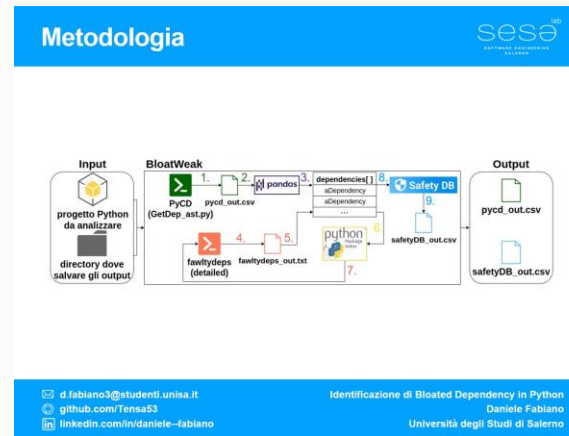 Metodologia
sesa lab
SOFTWARE ENGINEERING
SALERNO
Input
BloatWeak
Output
progetto Python
da analizzare
directory dove
salvare gli output
PyCD
(GetDep_ast.py)
1.
2.
pycd_out.csv
pandas
3.
dependencies[ ]
aDependency
aDependency
...
8.
Safety DB
9.
safetyDB_out.csv
fawltydeps
(detailed)
4.
5.
fawltydeps_out.txt
python
Package
Index
6.
7.
pycd_out.csv
safetyDB_out.csv
d.fabiano3@studenti.unisa.it
github.com/Tensa53
linkedin.com/in/daniele--fabiano
Identificazione di Bloated Dependency in Python
Daniele Fabiano
Università degli Studi di Salerno